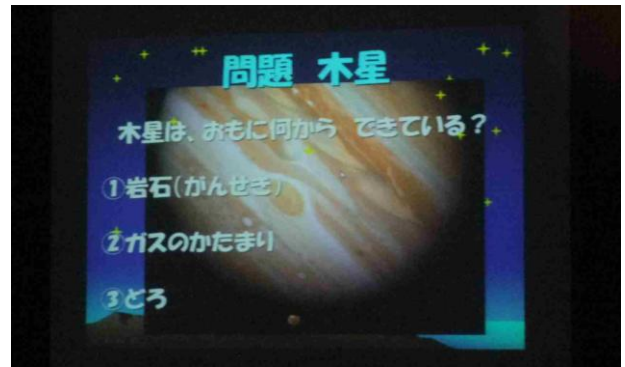 問題 木星
木星は、おもに何から できている？
①岩石(がんせき)
②ガスのかたまり
③どろ